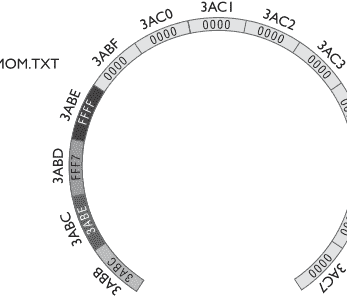 3AC1
3AC0
3AC2
3ABF
3AC3
0000
0000
0000
0000
0000
MOM.TXT
3ABE
FFFF
3ABD
FFF7
3ABC
3ABE
3ABB
3ABC
0000
3AC7